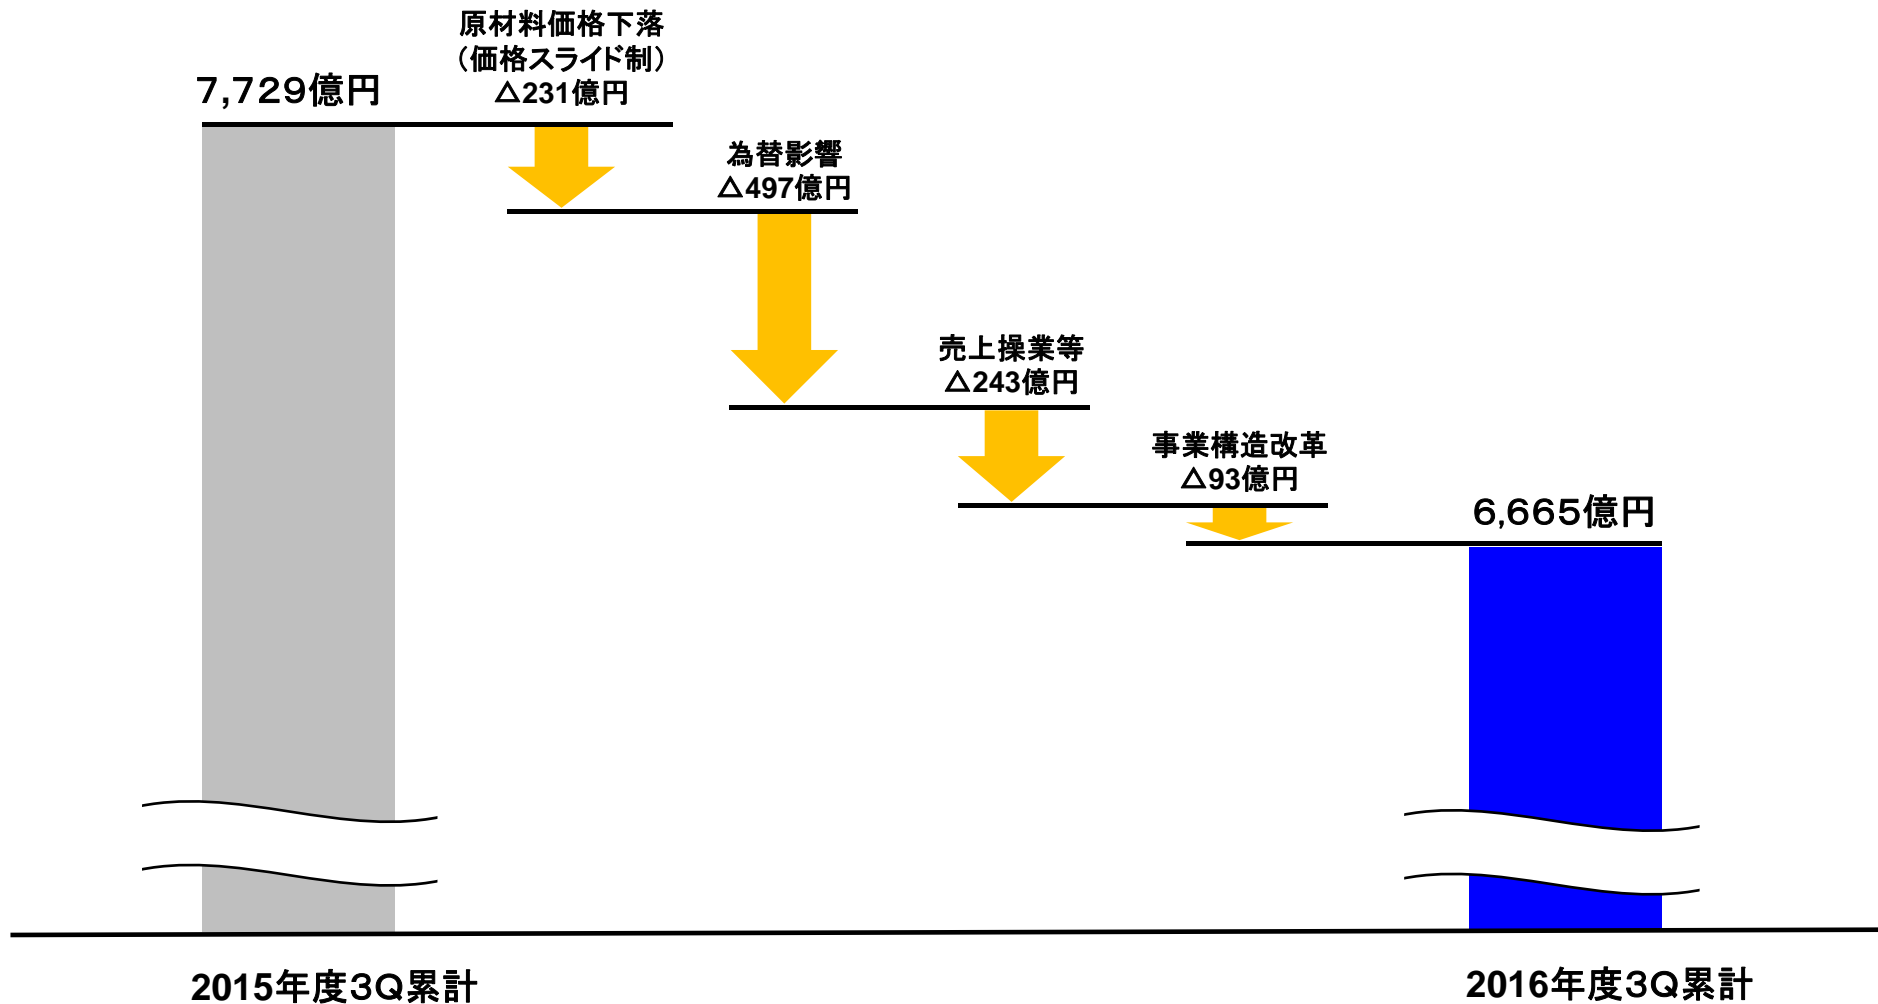 原材料価格下落
（価格スライド制）
△231億円
7,729億円
為替影響
△497億円
売上操業等
△243億円
事業構造改革
△93億円
6,665億円
2015年度3Q累計
2016年度3Q累計